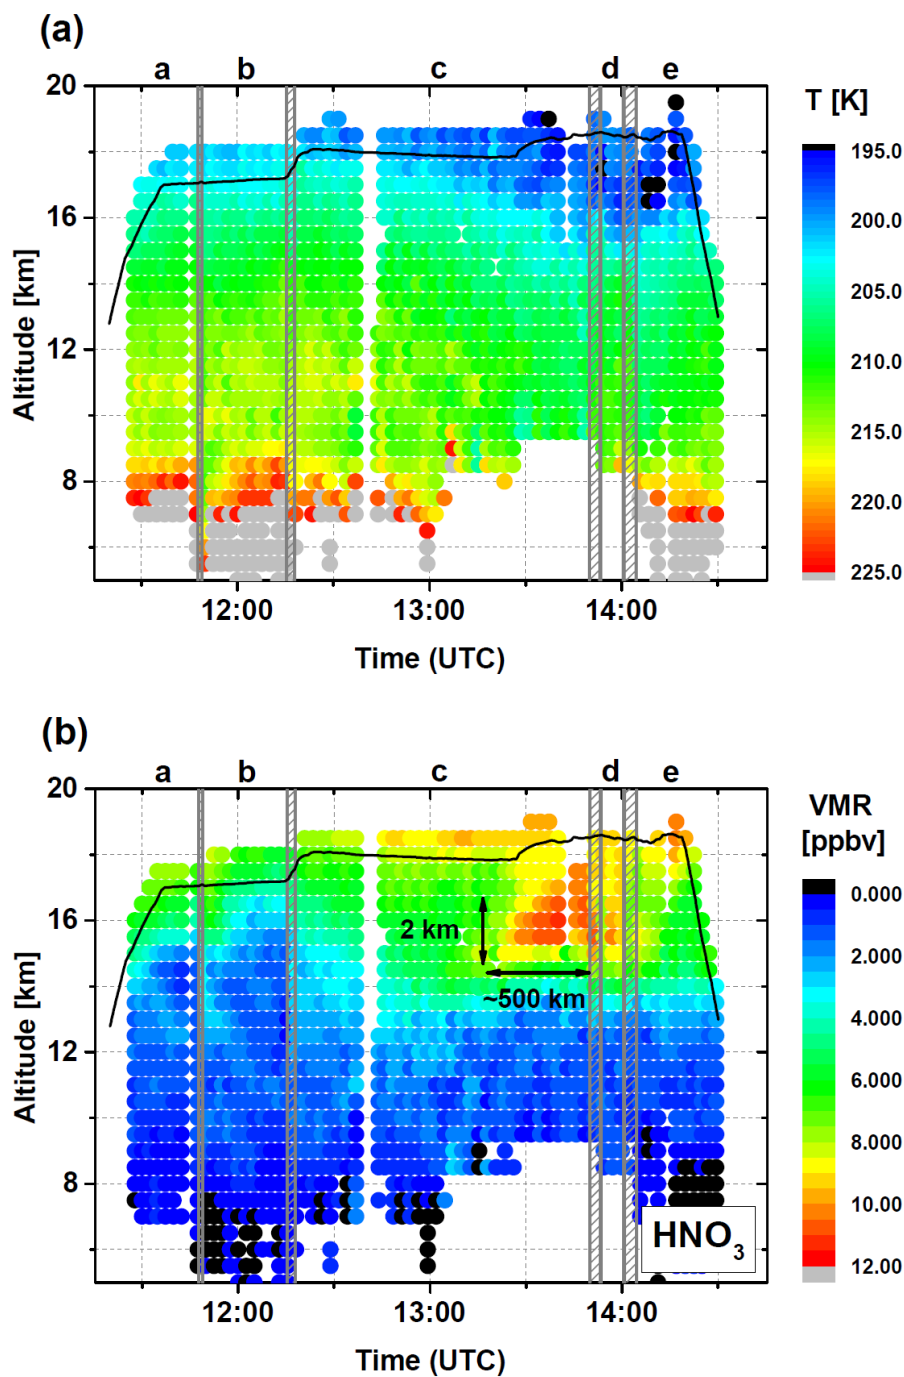 (a)
a b c d e
20
16
12
8
Altitude [km]
12:00 13:00 14:00
Time (UTC)
T [K]
195.0
200.0
205.0
210.0
215.0
220.0
225.0
(b)
a b c d e
20
16
12
8
Altitude [km]
2 km
~500 km
HNO3
12:00 13:00 14:00
Time (UTC)
VMR
[ppbv]
0.000
2.000
4.000
6.000
8.000
10.00
12.00